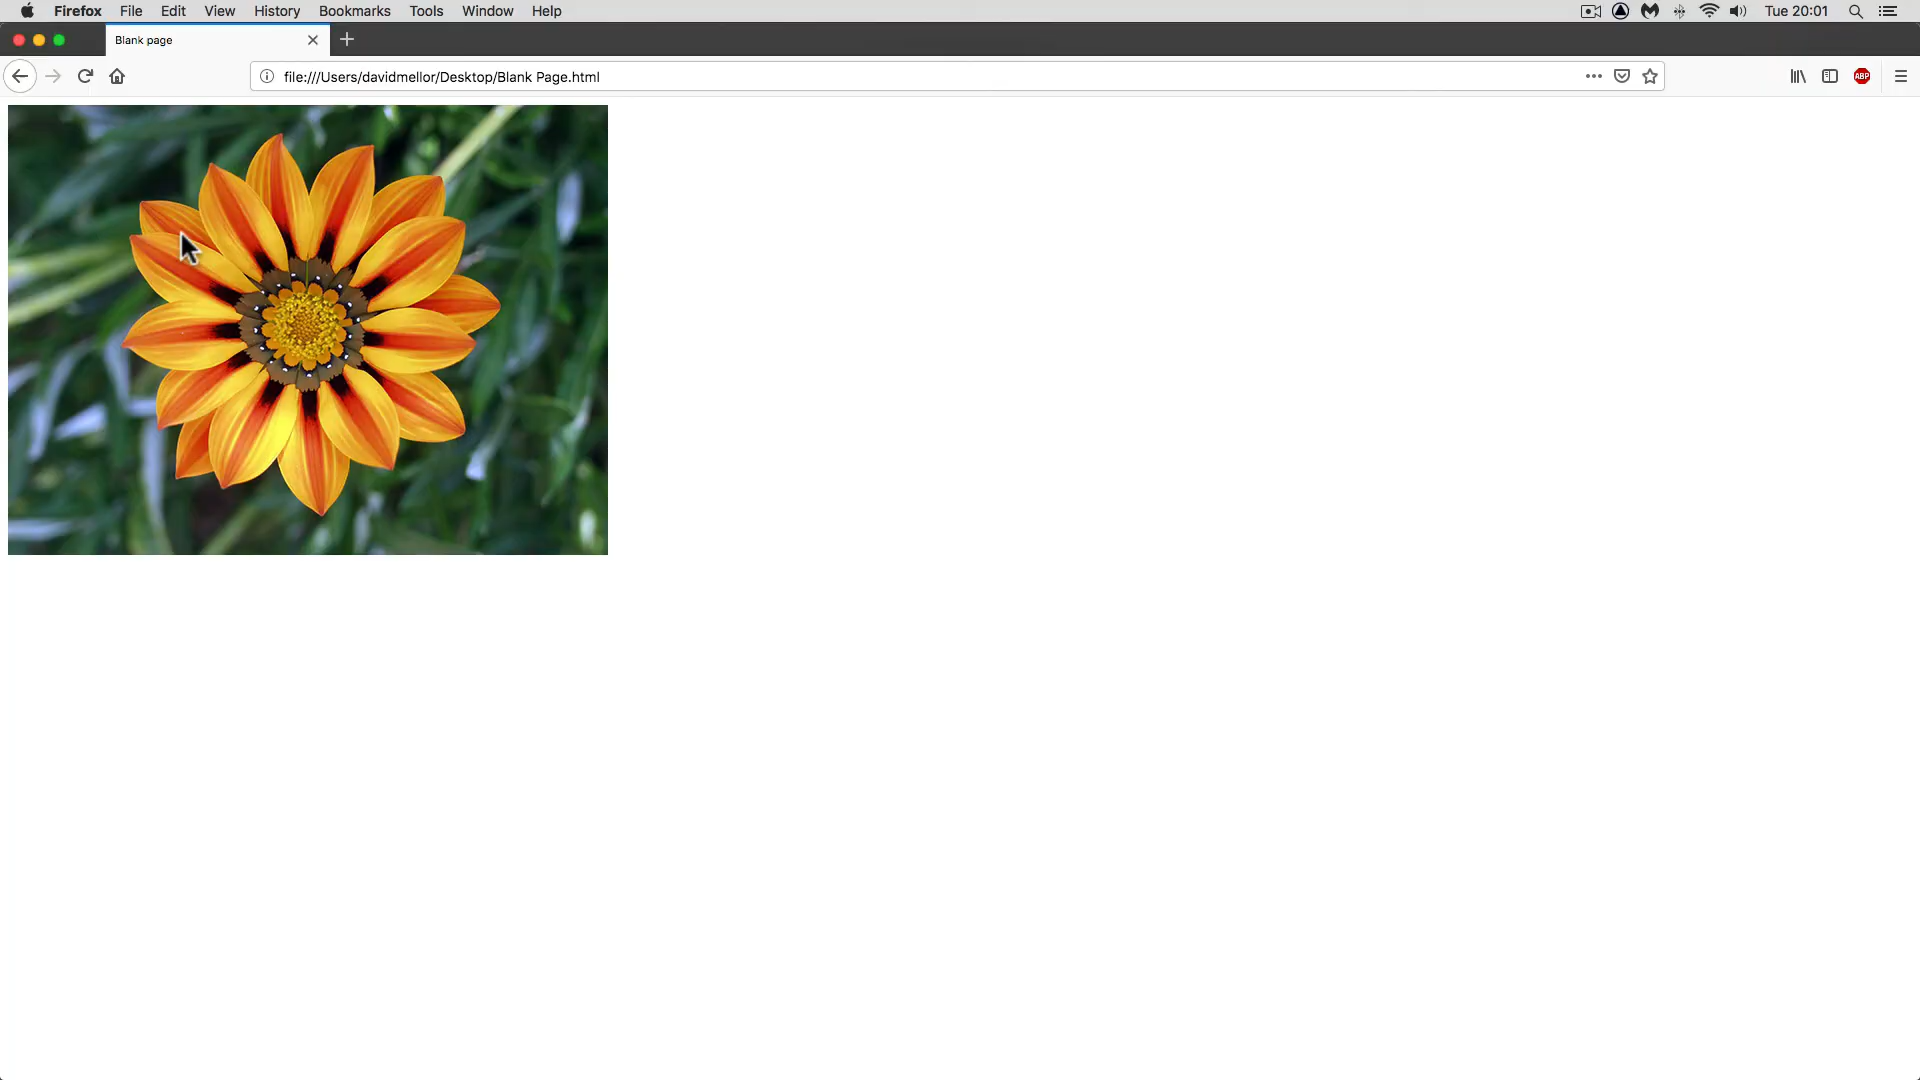 Firefox File Edit View History Bookmarks Tools Window Help Tue 20:01
Blank page
file:///Users/davidmellor/Desktop/Blank Page.html
ABP